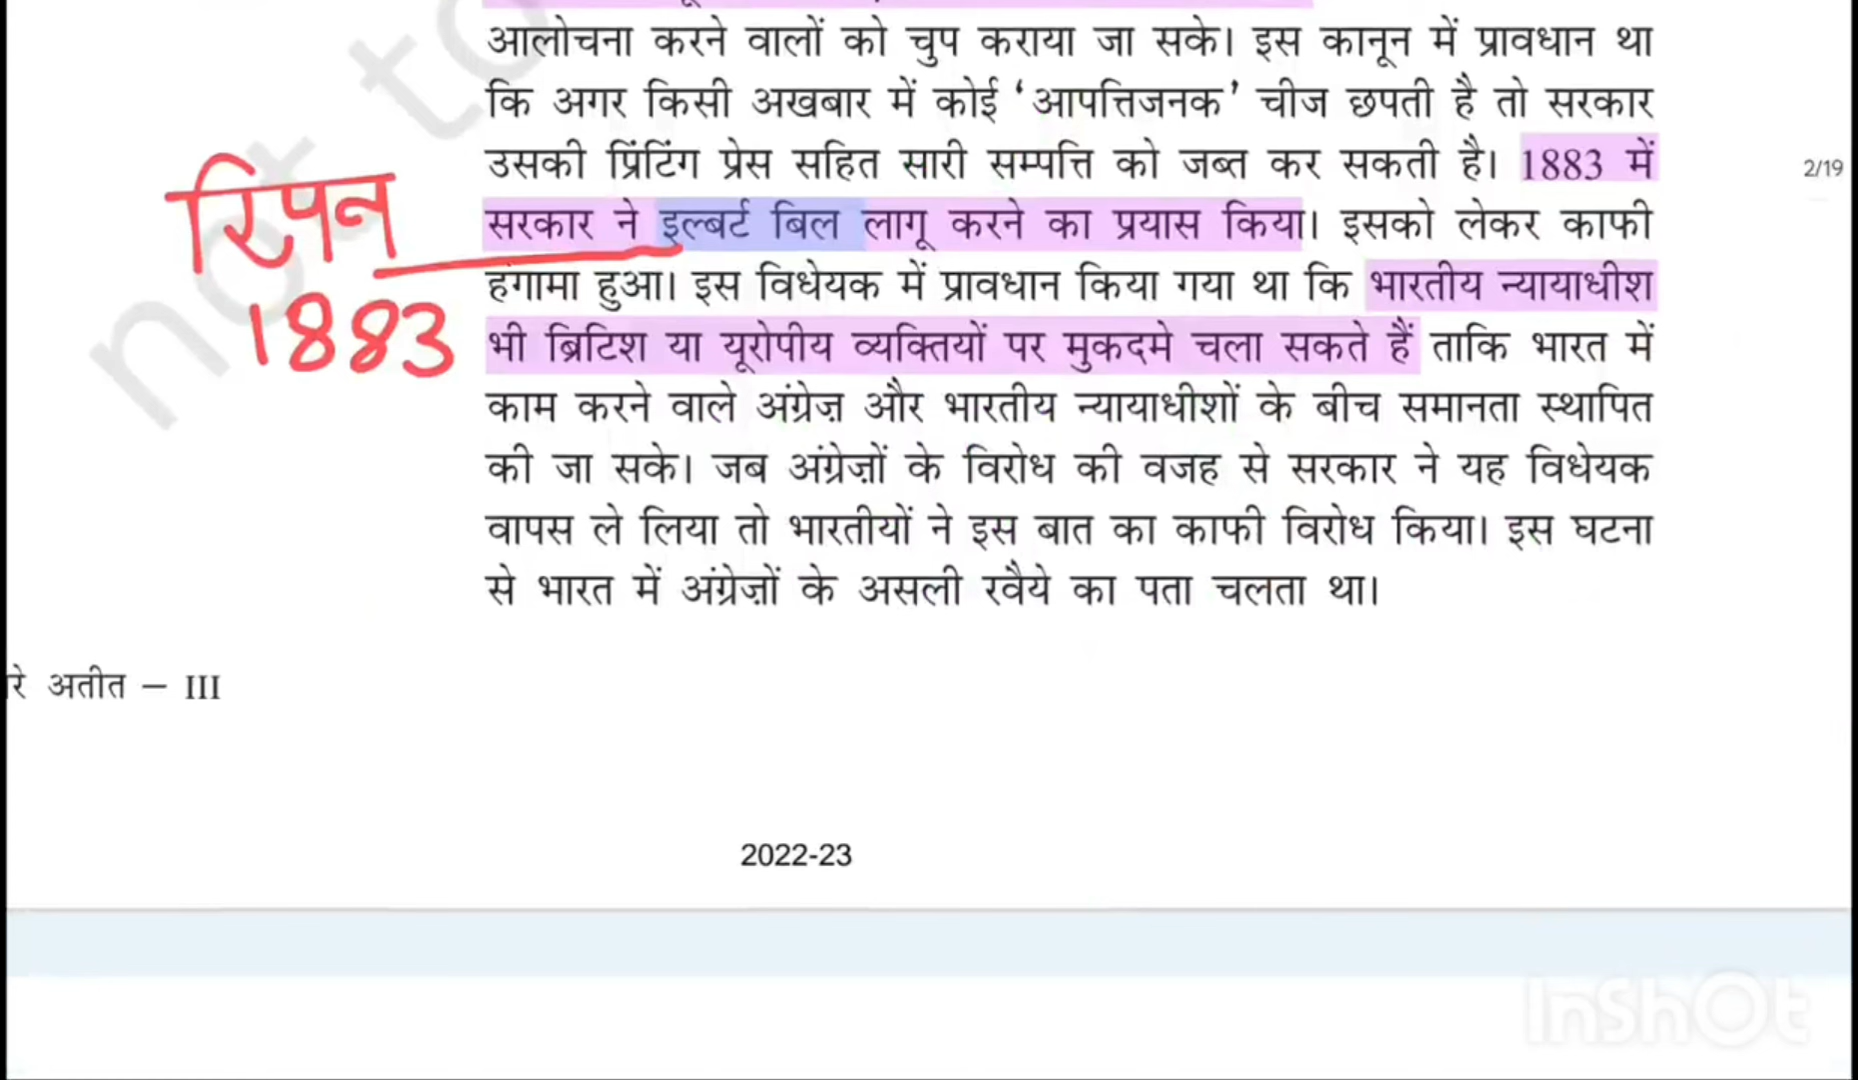 आलोचना करने वालों को चुप कराया जा सके। इस कानून में प्रावधान था
कि अगर किसी अखबार में कोई ‘आपत्तिजनक’ चीज छपती है तो सरकार
उसकी प्रिंटिंग प्रेस सहित सारी सम्पत्ति को जब्त कर सकती है। 1883 में
2/19
सरकार ने इल्बर्ट बिल लागू करने का प्रयास किया। इसको लेकर काफी
रिपन
हंगामा हुआ। इस विधेयक में प्रावधान किया गया था कि भारतीय न्यायाधीश
1883
भी ब्रिटिश या यूरोपीय व्यक्तियों पर मुकदमे चला सकते हैं ताकि भारत में
काम करने वाले अंग्रेज़ और भारतीय न्यायाधीशों के बीच समानता स्थापित
की जा सके। जब अंग्रेज़ों के विरोध की वजह से सरकार ने यह विधेयक
वापस ले लिया तो भारतीयों ने इस बात का काफी विरोध किया। इस घटना
से भारत में अंग्रेज़ों के असली रवैये का पता चलता था।
रे अतीत – III
2022-23
not to
InShOt